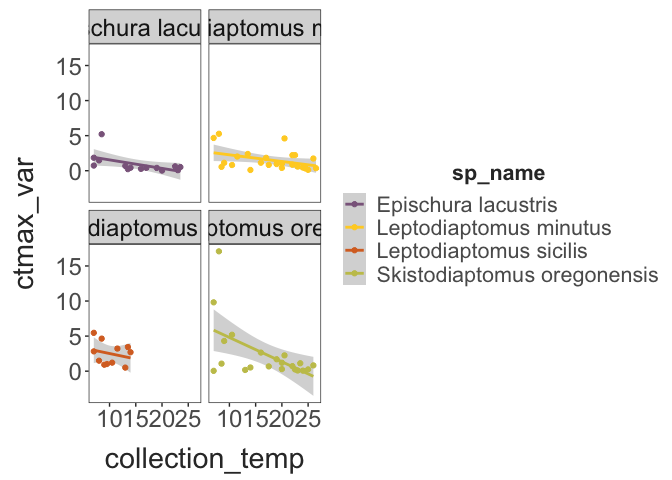 schura lacu
iaptomus m
15
10
5
0
diaptomus
ptomus ore
15
10
5
0
10152025
10152025
collection_temp
ctmax_var
sp_name
Epischura lacustris
Leptodiaptomus minutus
Leptodiaptomus sicilis
Skistodiaptomus oregonensis